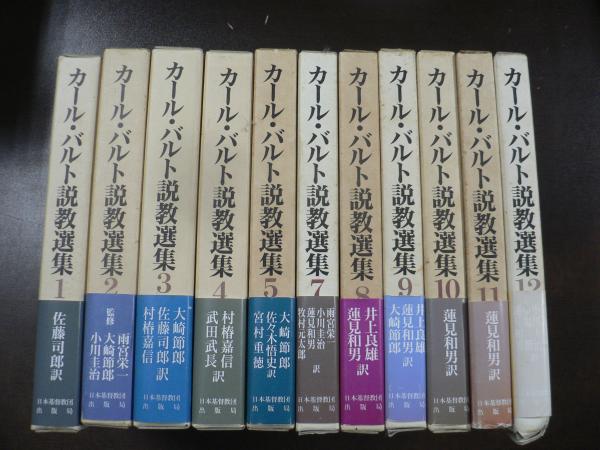 カール・バルト説教選集 1
佐藤司郎訳
日本基督教団
出版局
カール・バルト説教選集 2
監修
雨宮栄一
大崎節郎
小川圭治
日本基督教団
出版局
カール・バルト説教選集 3
大崎節郎
佐藤司郎訳
村椿嘉信
日本基督教団
出版局
カール・バルト説教選集 4
村椿嘉信訳
武田武長
日本基督教団
出版局
カール・バルト説教選集 5
大崎節郎
佐々木悟史訳
宮村重徳
日本基督教団
出版局
カール・バルト説教選集 7
雨宮栄一
小川圭治
蓮見和男 訳
牧村元太郎
日本基督教団
出版局
カール・バルト説教選集 8
井上良雄
蓮見和男訳
日本基督教団
出版局
カール・バルト説教選集 9
井上良雄
蓮見和男訳
大崎節郎
日本基督教団
出版局
カール・バルト説教選集 10
蓮見和男訳
日本基督教団
出版局
カール・バルト説教選集 11
蓮見和男訳
日本基督教団
出版局
カール・バルト説教選集 12